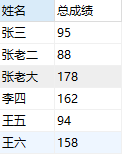 姓名 总成绩
张三 95
张老二 88
张老大 178
李四 162
王五 94
王六 158